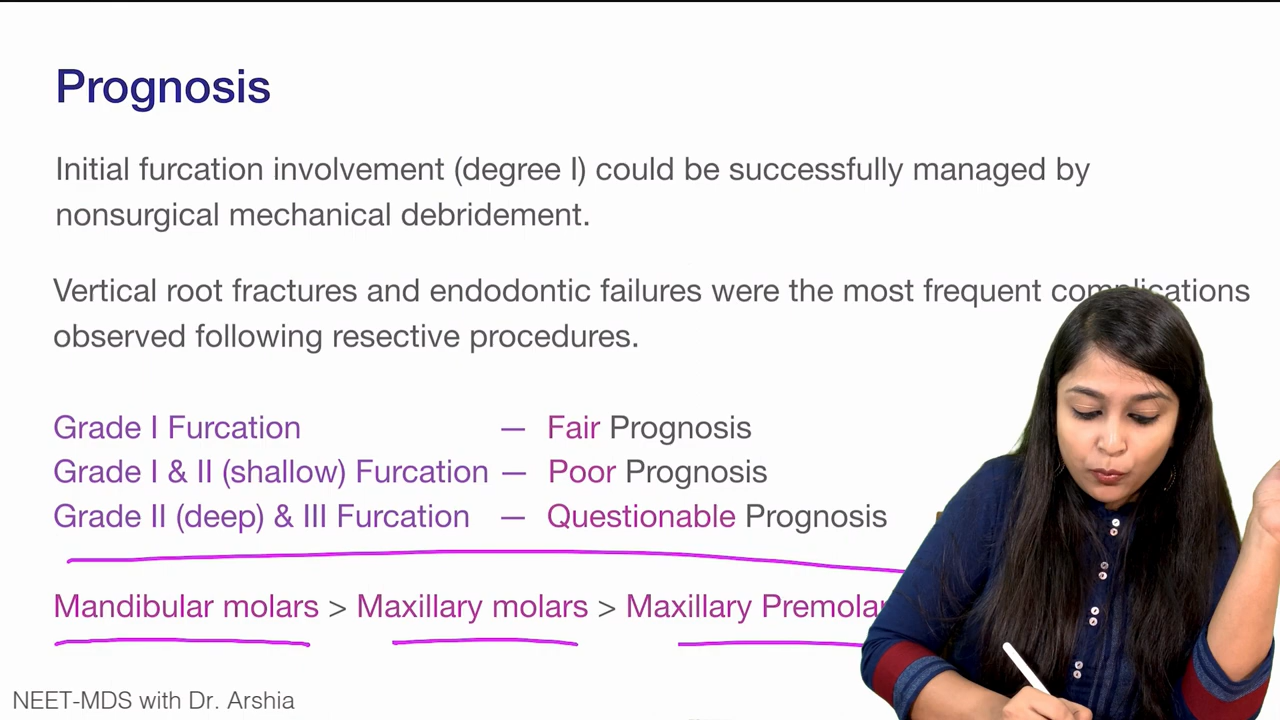 Prognosis
Initial furcation involvement (degree I) could be successfully managed by
nonsurgical mechanical debridement.
Vertical root fractures and endodontic failures were the most frequent complications
observed following resective procedures.
Grade I Furcation — Fair Prognosis
Grade I & II (shallow) Furcation — Poor Prognosis
Grade II (deep) & III Furcation — Questionable Prognosis
Mandibular molars > Maxillary molars > Maxillary
NEET-MDS with Dr. Arshia